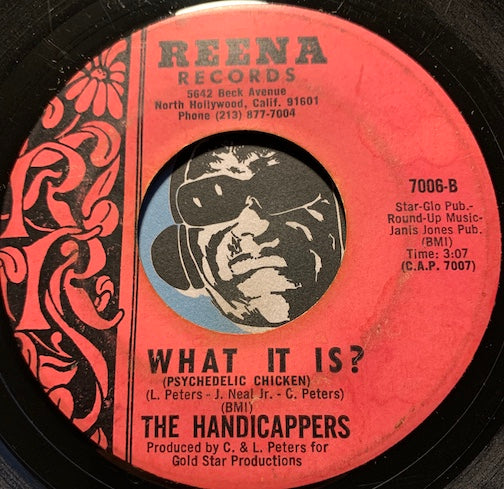 REENA
RECORDS
5642 Beck Avenue
North Hollywood, Calif. 91601
Phone (213) 877-7004
R
R
7006-B
Star-Glo Pub.-
Round-Up Music-
Janis Jones Pub.
(BMI)
Time: 3:07
(C.A.P. 7007)
WHAT IT IS?
(PSYCHEDELIC CHICKEN)
(L. Peters - J. Neal Jr. - C. Peters)
(BMI)
THE HANDICAPPERS
Produced by C. & L. Peters for
Gold Star Productions